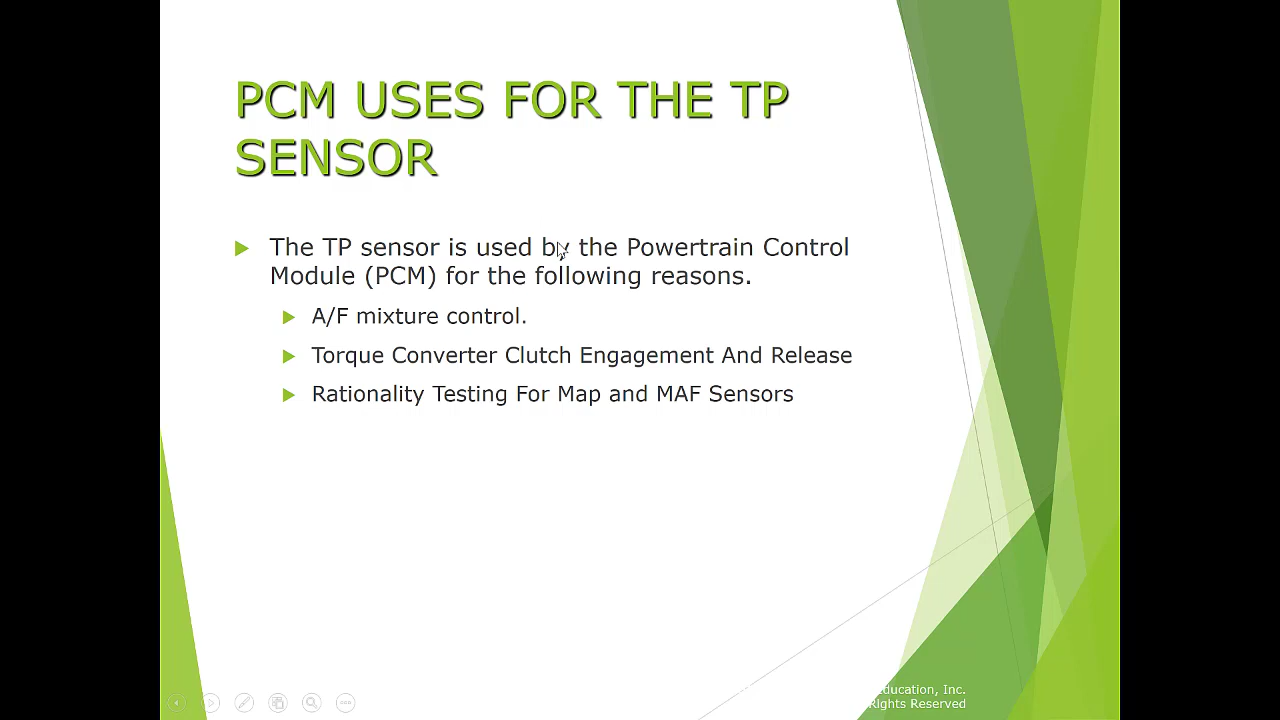 PCM USES FOR THE TP
SENSOR
The TP sensor is used by the Powertrain Control
Module (PCM) for the following reasons.
A/F mixture control.
Torque Converter Clutch Engagement And Release
Rationality Testing For Map and MAF Sensors
Education, Inc.
Rights Reserved